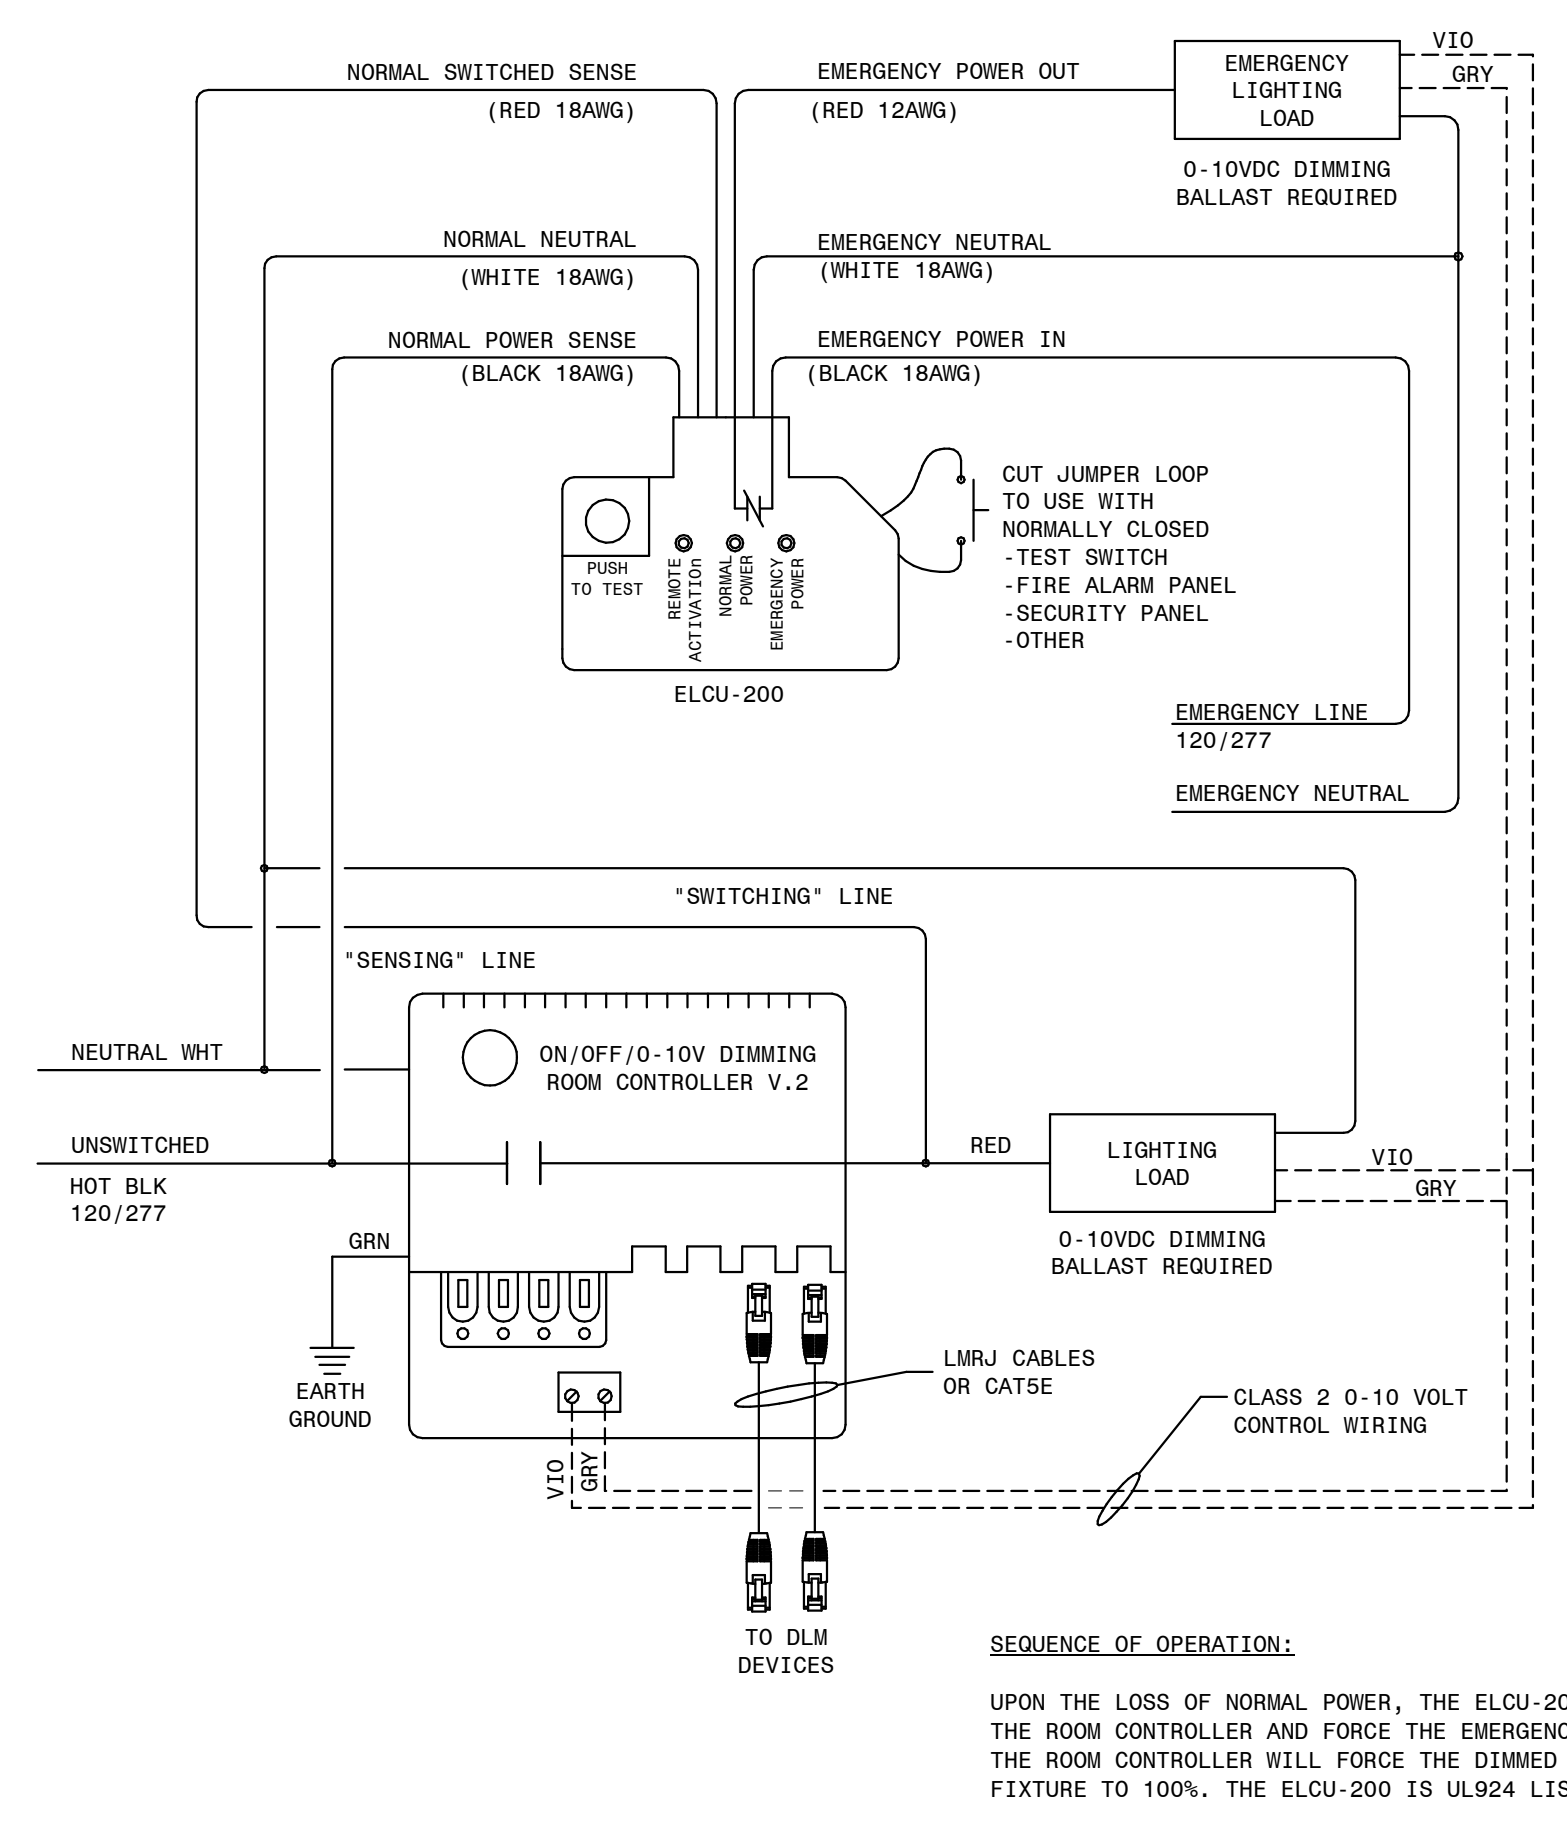 NORMAL SWITCHED SENSE
(RED 18AWG)
EMERGENCY POWER OUT
(RED 12AWG)
EMERGENCY
LIGHTING
LOAD
VIO
GRY
0-10VDC DIMMING
BALLAST REQUIRED
NORMAL NEUTRAL
(WHITE 18AWG)
EMERGENCY NEUTRAL
(WHITE 18AWG)
NORMAL POWER SENSE
(BLACK 18AWG)
EMERGENCY POWER IN
(BLACK 18AWG)
PUSH
TO TEST
REMOTE
ACTIVATIOn
NORMAL
POWER
EMERGENCY
POWER
ELCU-200
CUT JUMPER LOOP
TO USE WITH
NORMALLY CLOSED
-TEST SWITCH
-FIRE ALARM PANEL
-SECURITY PANEL
-OTHER
EMERGENCY LINE
120/277
EMERGENCY NEUTRAL
"SWITCHING" LINE
"SENSING" LINE
NEUTRAL WHT
ON/OFF/0-10V DIMMING
ROOM CONTROLLER V.2
UNSWITCHED
HOT BLK
120/277
RED
LIGHTING
LOAD
VIO
GRY
0-10VDC DIMMING
BALLAST REQUIRED
GRN
EARTH
GROUND
LMRJ CABLES
OR CAT5E
CLASS 2 0-10 VOLT
CONTROL WIRING
VIO
GRY
TO DLM
DEVICES
SEQUENCE OF OPERATION:
UPON THE LOSS OF NORMAL POWER, THE
THE ROOM CONTROLLER AND FORCE THE
THE ROOM CONTROLLER WILL FORCE THE DIMMED
FIXTURE TO 100%. THE ELCU-200 IS UL924